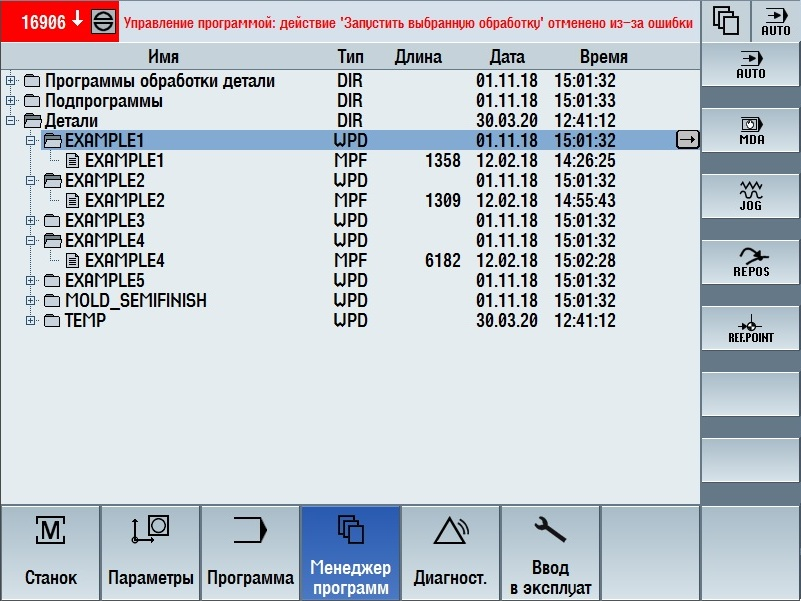 16906 ↓ Управление программой: действие 'Запустить выбранную обработку' отменено из-за ошибки
AUTO
Имя Тип Длина Дата Время
Программы обработки детали DIR 01.11.18 15:01:32
Подпрограммы DIR 01.11.18 15:01:33
Детали DIR 30.03.20 12:41:12
EXAMPLE1 WPD 01.11.18 15:01:32
EXAMPLE1 MPF 1358 12.02.18 14:26:25
EXAMPLE2 WPD 01.11.18 15:01:32
EXAMPLE2 MPF 1309 12.02.18 14:55:43
EXAMPLE3 WPD 01.11.18 15:01:32
EXAMPLE4 WPD 01.11.18 15:01:32
EXAMPLE4 MPF 6182 12.02.18 15:02:28
EXAMPLE5 WPD 01.11.18 15:01:32
MOLD_SEMIFINISH WPD 01.11.18 15:01:32
TEMP WPD 30.03.20 12:41:12
AUTO
MDA
JOG
REPOS
REF.POINT
M
Станок
Параметры
Программа
Менеджер
программ
Диагност.
Ввод
в эксплуат